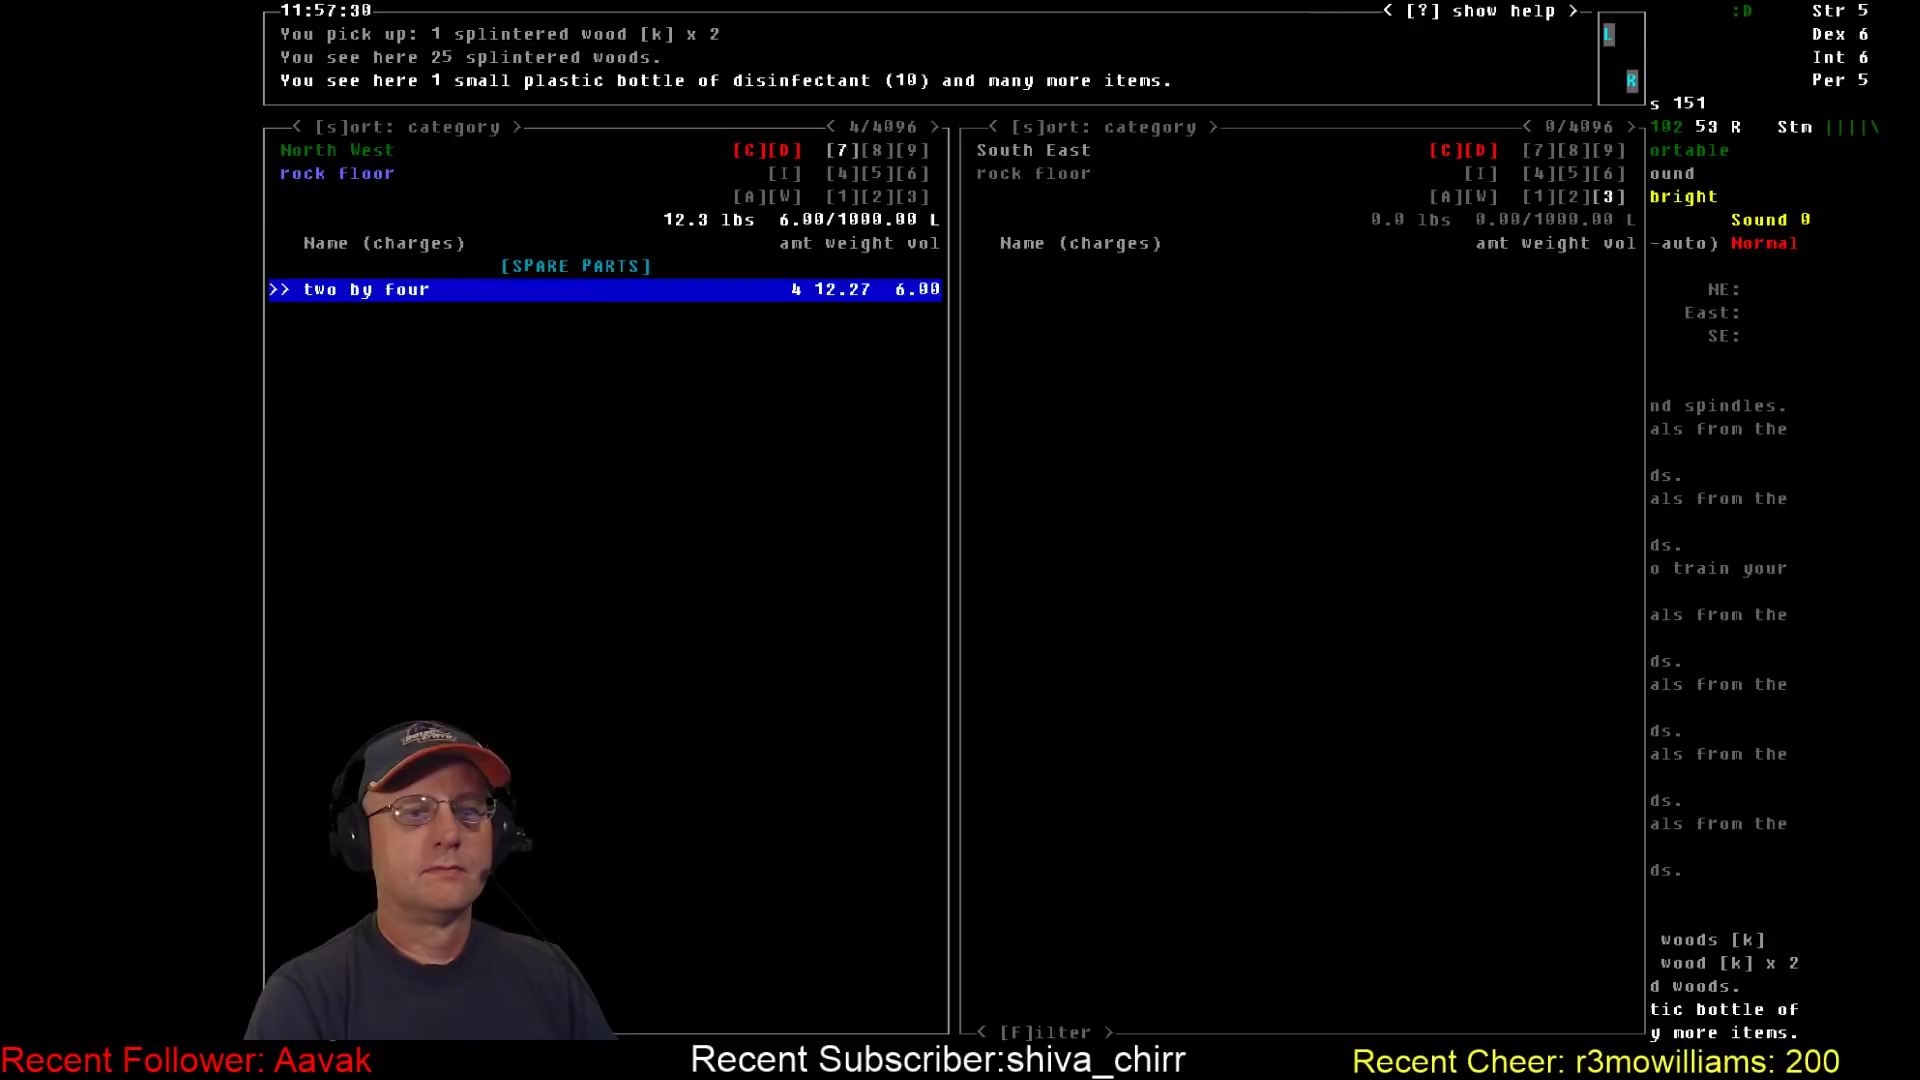 11:57:30
< [?] show help >
:D
Str 5
You pick up: 1 splintered wood [k] x 2
L
Dex 6
You see here 25 splintered woods.
Int 6
You see here 1 small plastic bottle of disinfectant (10) and many more items.
R
Per 5
s 151
< [s]ort: category >
< 4/4096 >
< [s]ort: category >
< 0/4096 >
102 53 R Stm ||||\
North West
[C][D] [7][8][9]
South East
[C][D] [7][8][9]
ortable
rock floor
[I] [4][5][6]
rock floor
[I] [4][5][6]
ound
[A][W] [1][2][3]
[A][W] [1][2][3]
bright
12.3 lbs 6.00/1000.00 L
0.0 lbs 0.00/1000.00 L
Sound 0
Name (charges)
amt weight vol
Name (charges)
amt weight vol
-auto) Normal
[SPARE PARTS]
>> two by four 4 12.27 6.00
NE:
East:
SE:
nd spindles.
als from the
ds.
als from the
ds.
o train your
als from the
ds.
als from the
ds.
als from the
ds.
als from the
ds.
woods [k]
wood [k] x 2
d woods.
tic bottle of
< [F]ilter >
y more items.
Recent Follower: Aavak
Recent Subscriber:shiva_chirr
Recent Cheer: r3mowilliams: 200